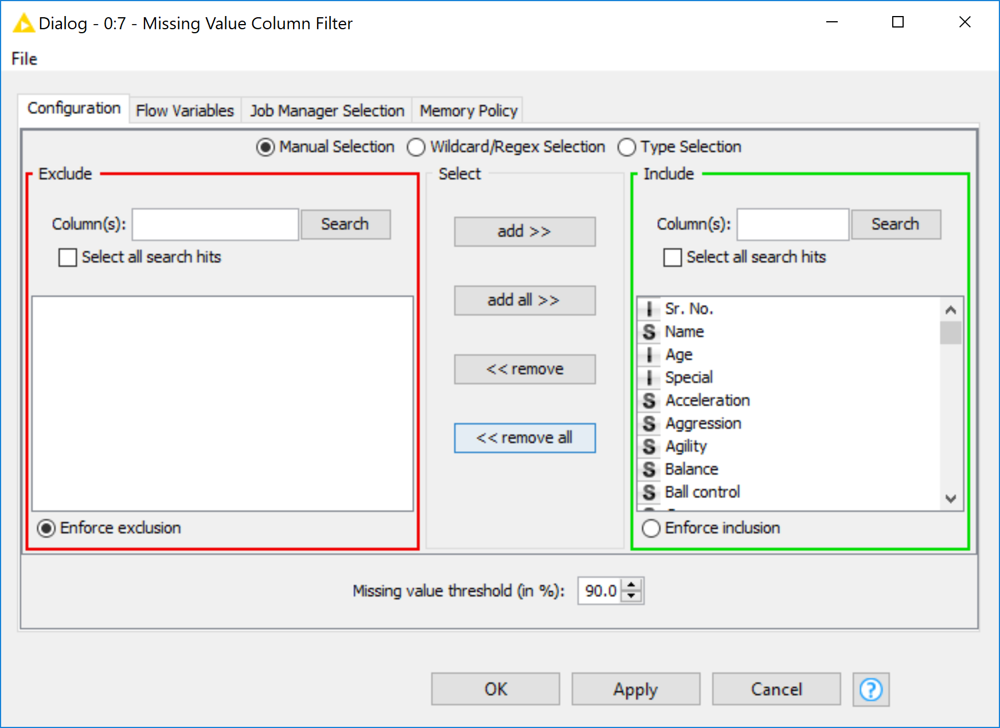 Dialog - 0:7 - Missing Value Column Filter
File
Configuration Flow Variables Job Manager Selection Memory Policy
Manual Selection Wildcard/Regex Selection Type Selection
Exclude
Column(s): Search
Select all search hits
Enforce exclusion
Select
add >>
add all >>
<< remove
<< remove all
Include
Column(s): Search
Select all search hits
I Sr. No.
S Name
I Age
I Special
S Acceleration
S Aggression
S Agility
S Balance
S Ball control
Enforce inclusion
Missing value threshold (in %): 90.0
OK Apply Cancel ?